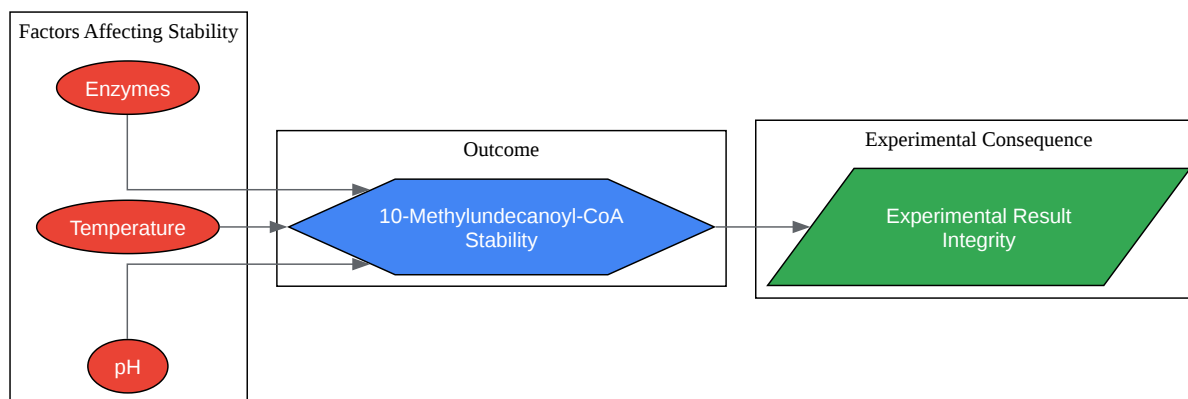 Factors Affecting Stability
Enzymes
Temperature
pH
Outcome
10-Methylundecanoyl-CoA
Stability
Experimental Consequence
Experimental Result
Integrity